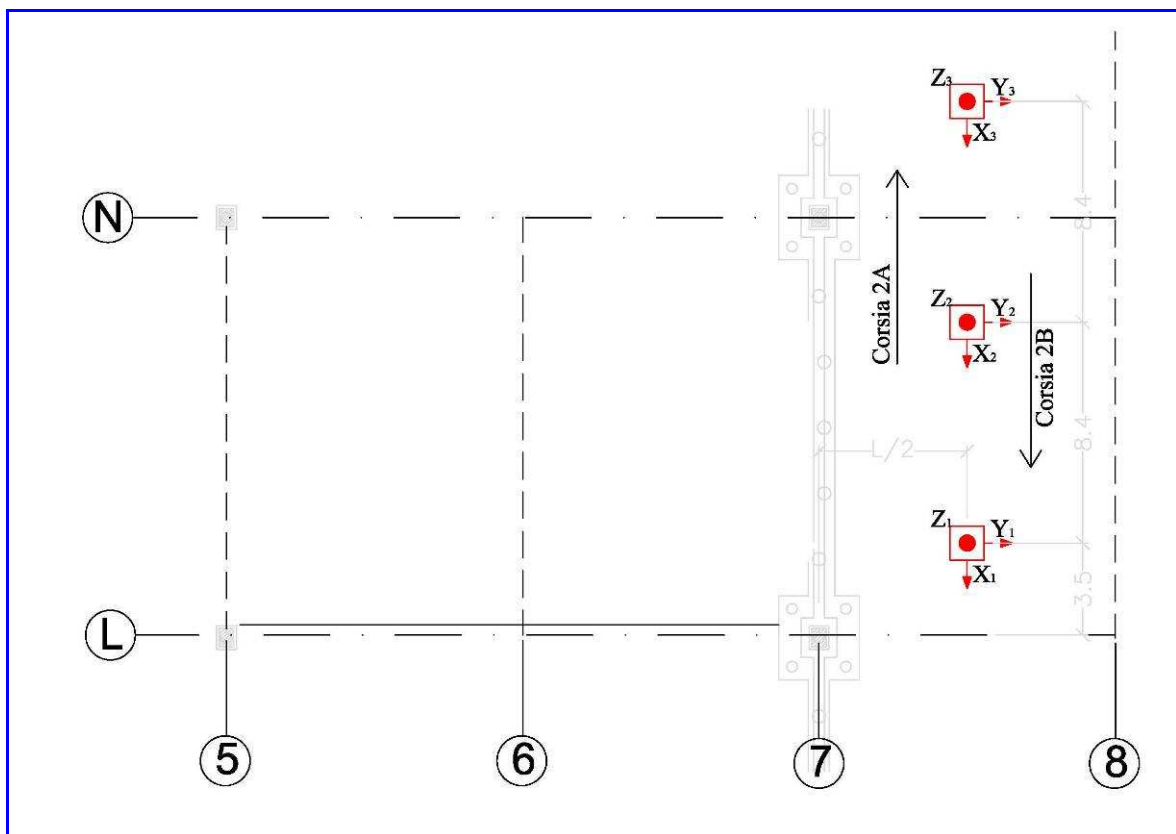 Z₃ Y₃
X₃
N
8.4
Corsia 2A
Z₂ Y₂
X₂
Corsia 2B
8.4
L/2
Z₁ Y₁
X₁
3.5
L
5 6 7 8